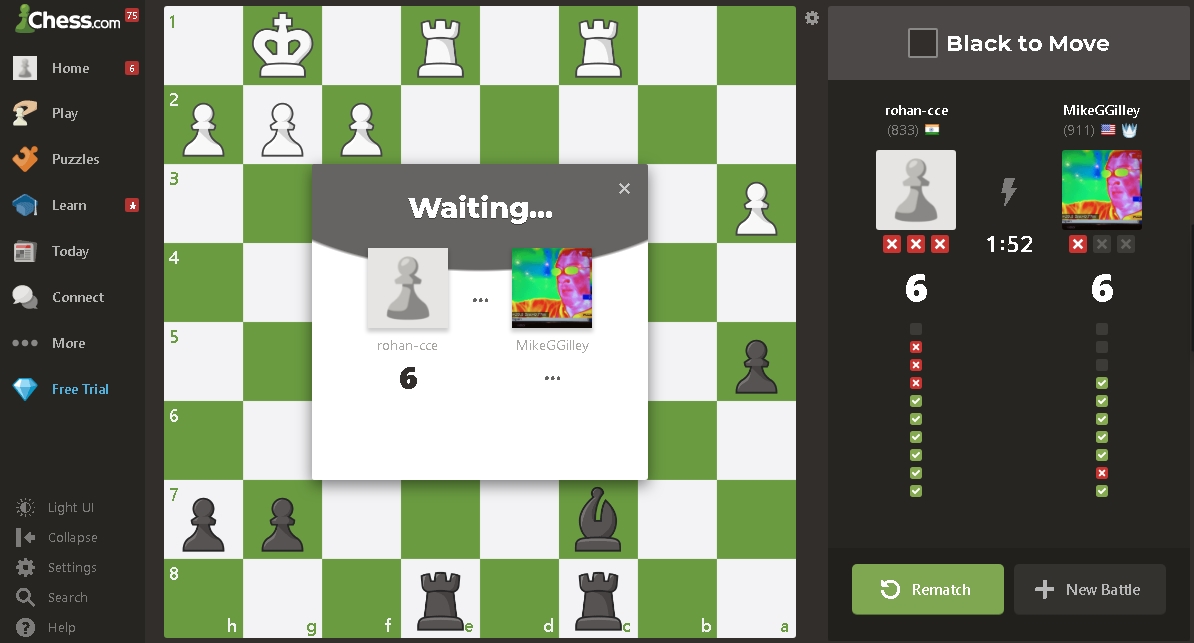 Chess.com 75
Home 6
Play
Puzzles
Learn
Today
Connect
More
Free Trial
Light UI
Collapse
Settings
Search
Help
1
2
3
4
5
6
7
8
h g f e d c b a
Waiting...
...
rohan-cce MikeGGilley
6 ...
Black to Move
rohan-cce MikeGGilley
(833) (911)
1:52
6 6
Rematch New Battle